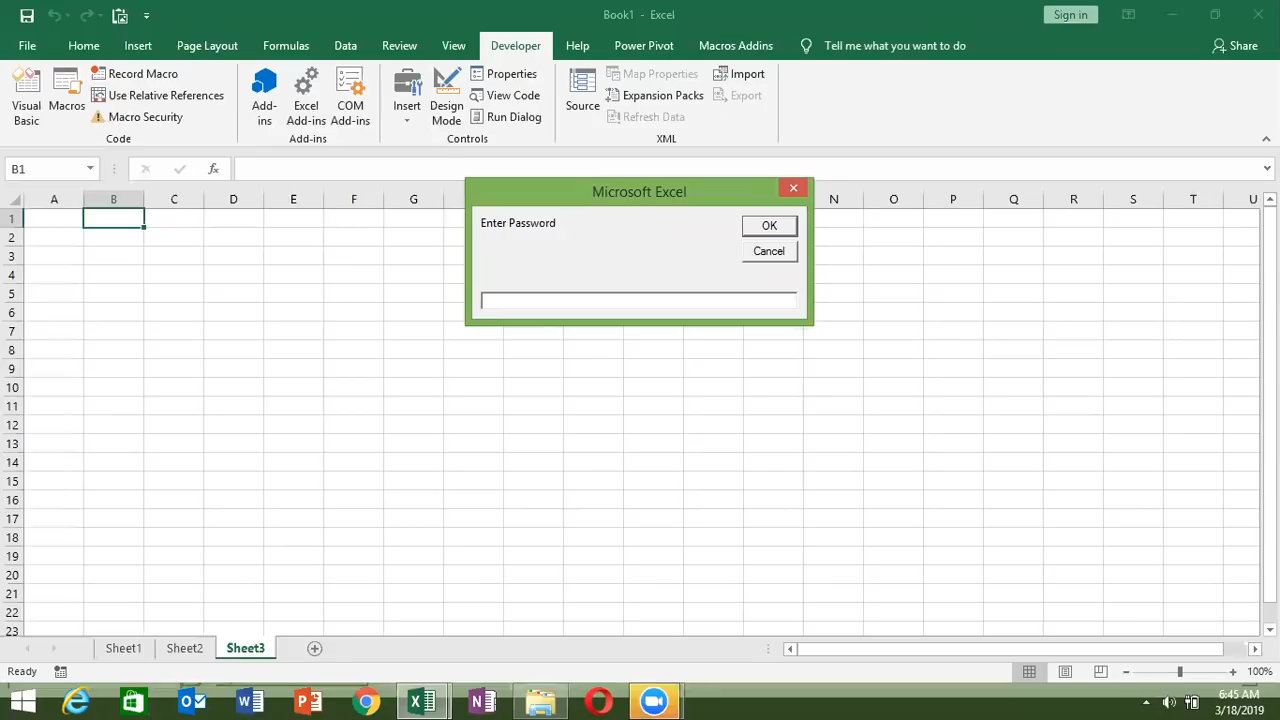 Book1 - Excel
Sign in
File Home Insert Page Layout Formulas Data Review View Developer Help Power Pivot Macros Addins Tell me what you want to do Share
Visual Basic
Macros
Record Macro
Use Relative References
Macro Security
Code
Add-ins
Excel Add-ins
COM Add-ins
Add-ins
Insert
Design Mode
Properties
View Code
Run Dialog
Controls
Source
Map Properties
Expansion Packs
Refresh Data
Import
Export
XML
B1
fx
Microsoft Excel
Enter Password
OK
Cancel
A B C D E F G N O P Q R S T U
1
2
3
4
5
6
7
8
9
10
11
12
13
14
15
16
17
18
19
20
21
22
23
Sheet1 Sheet2 Sheet3
Ready
100%
6:45 AM
3/18/2019